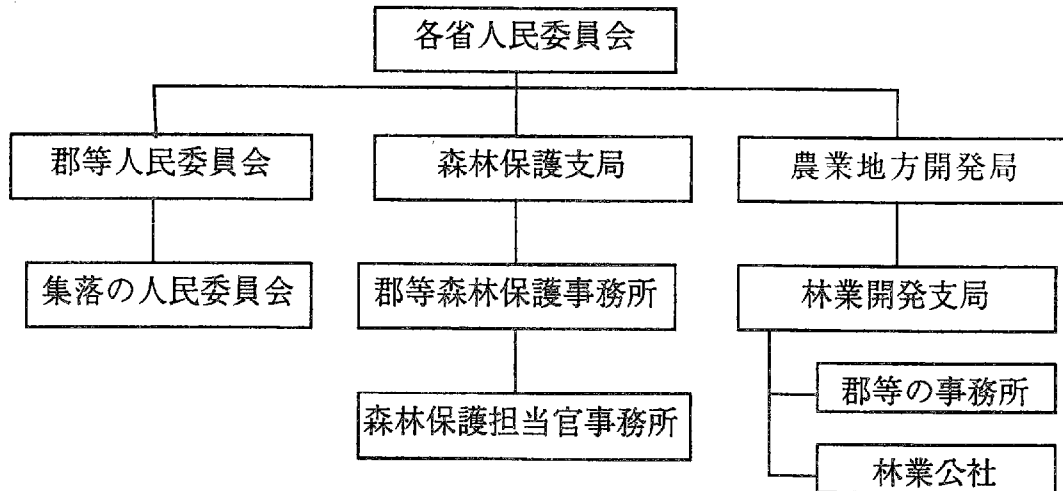 各省人民委員会
郡等人民委員会
森林保護支局
農業地方開発局
集落の人民委員会
郡等森林保護事務所
林業開発支局
郡等の事務所
森林保護担当官事務所
林業公社